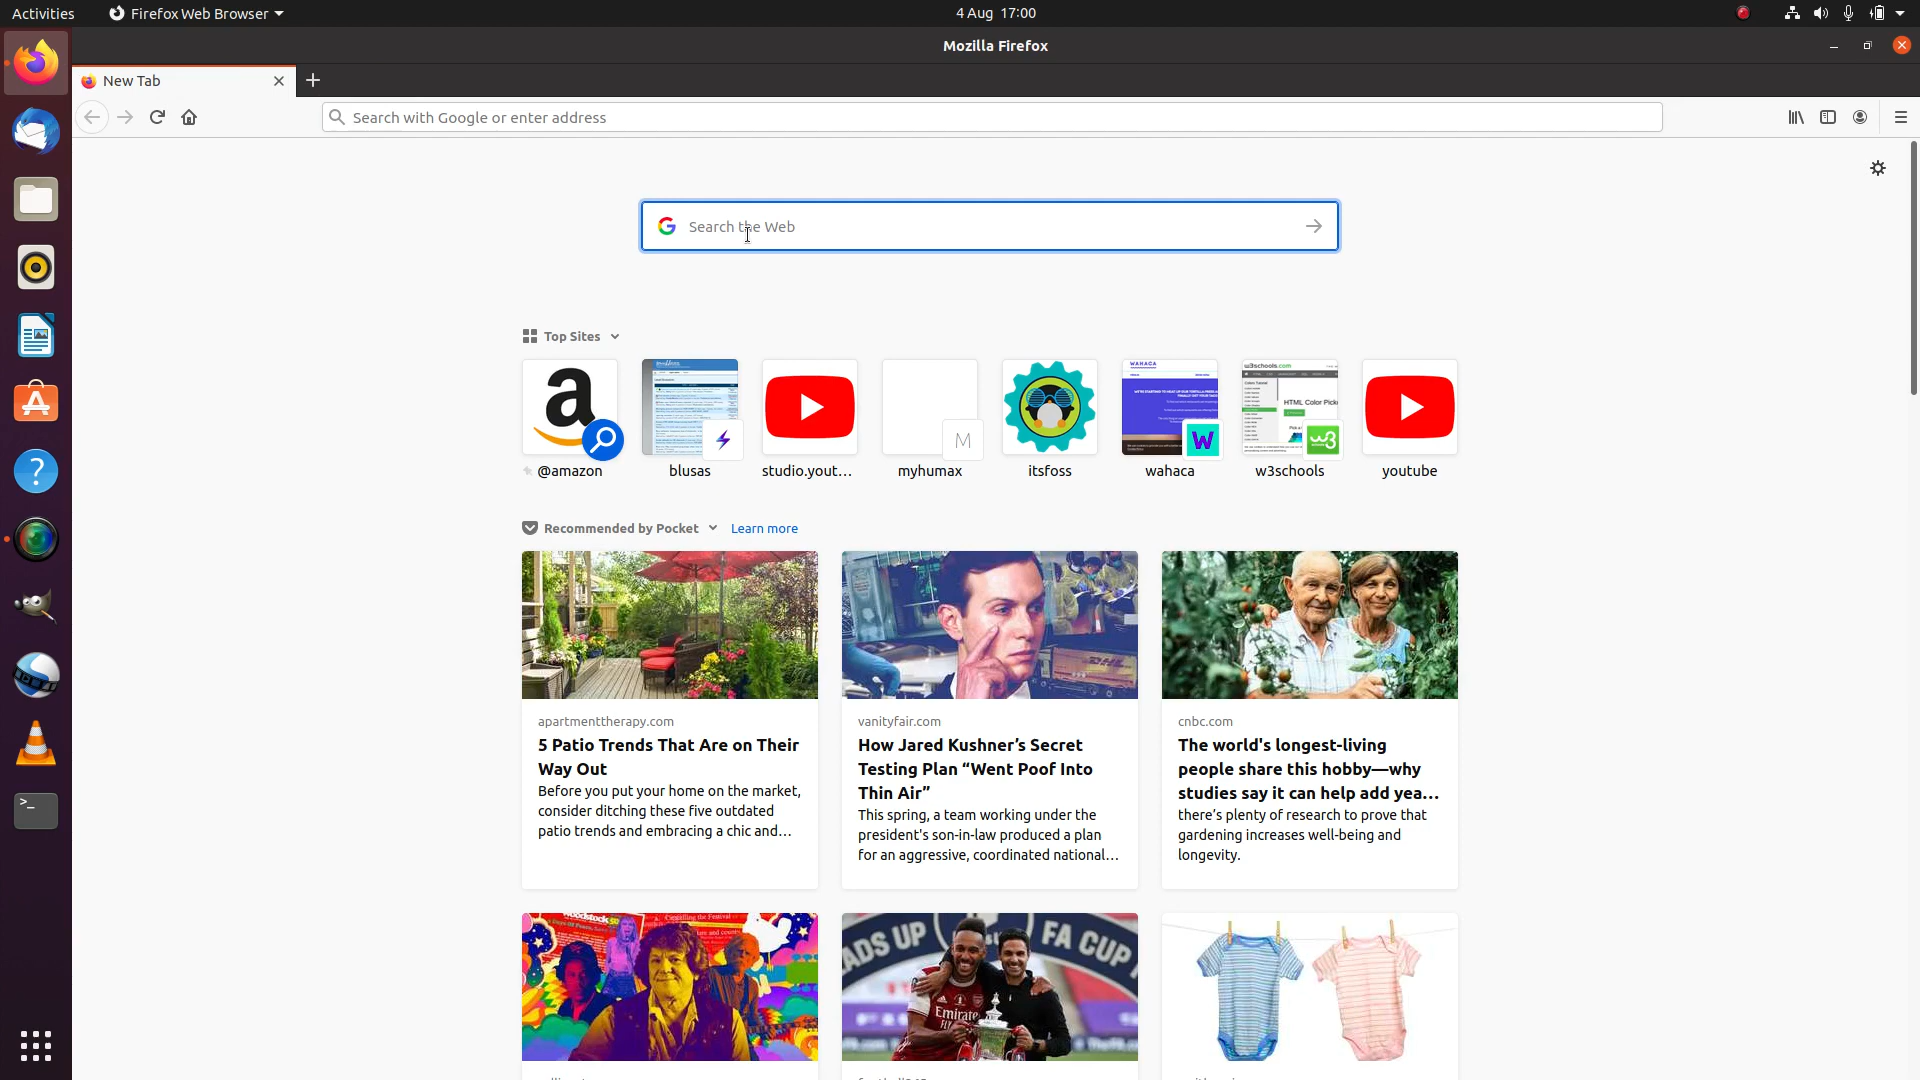 Activities Firefox Web Browser 4 Aug 17:00
Mozilla Firefox
New Tab
Search with Google or enter address
Search the Web
Top Sites
@amazon blusas studio.yout... myhumax itsfoss wahaca w3schools youtube
Recommended by Pocket Learn more
apartmenttherapy.com
5 Patio Trends That Are on Their
Way Out
Before you put your home on the market,
consider ditching these five outdated
patio trends and embracing a chic and...
vanityfair.com
How Jared Kushner’s Secret
Testing Plan “Went Poof Into
Thin Air”
This spring, a team working under the
president's son-in-law produced a plan
for an aggressive, coordinated national...
cnbc.com
The world's longest-living
people share this hobby—why
studies say it can help add yea...
there’s plenty of research to prove that
gardening increases well-being and
longevity.
ADS UP FA CUP
Emirates